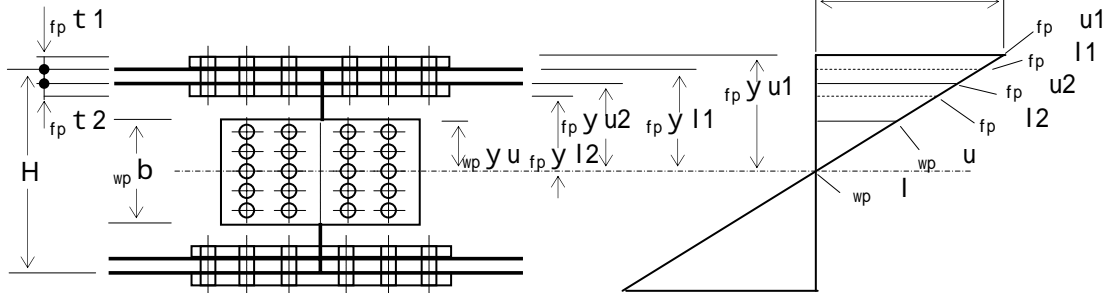 fp t 1
fp t 2
H
wp b
wp y u
fp y l2
fp y u2
fp y l1
fp y u1
fp u1
fp l1
fp u2
fp l2
wp u
wp l